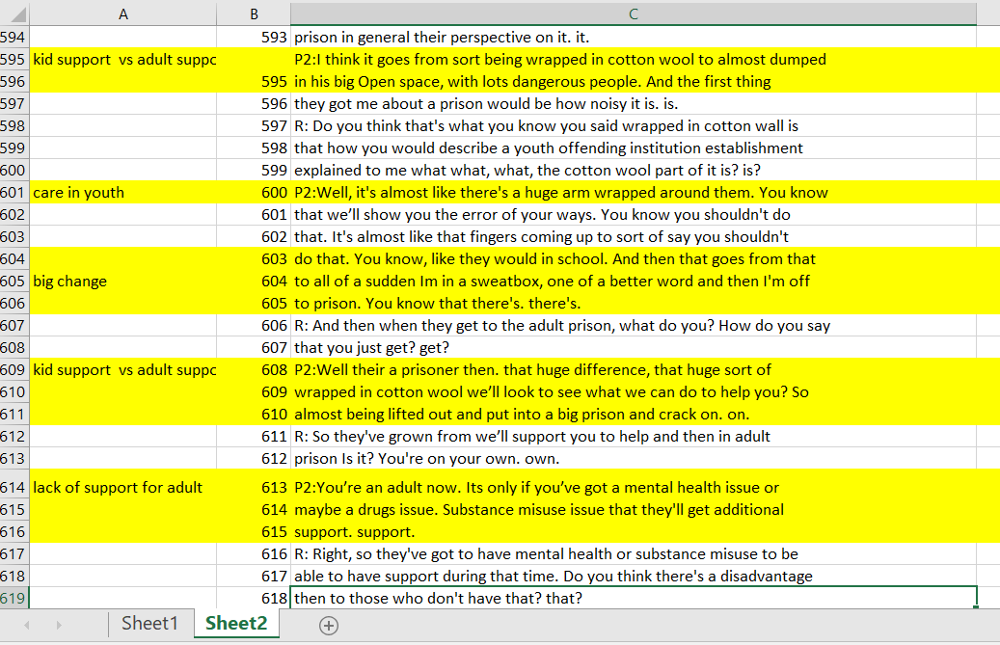 A B C
594 593 prison in general their perspective on it. it.
595 kid support vs adult suppo P2:I think it goes from sort being wrapped in cotton wool to almost dumped
596 595 in his big Open space, with lots dangerous people. And the first thing
597 596 they got me about a prison would be how noisy it is. is.
598 597 R: Do you think that's what you know you said wrapped in cotton wall is
599 598 that how you would describe a youth offending institution establishment
600 599 explained to me what what, what, the cotton wool part of it is? is?
601 care in youth 600 P2:Well, it's almost like there's a huge arm wrapped around them. You know
602 601 that we’ll show you the error of your ways. You know you shouldn't do
603 602 that. It's almost like that fingers coming up to sort of say you shouldn't
604 603 do that. You know, like they would in school. And then that goes from that
605 big change 604 to all of a sudden Im in a sweatbox, one of a better word and then I'm off
606 605 to prison. You know that there's. there's.
607 606 R: And then when they get to the adult prison, what do you? How do you say
608 607 that you just get? get?
609 kid support vs adult suppo 608 P2:Well their a prisoner then. that huge difference, that huge sort of
610 609 wrapped in cotton wool we’ll look to see what we can do to help you? So
611 610 almost being lifted out and put into a big prison and crack on. on.
612 611 R: So they've grown from we’ll support you to help and then in adult
613 612 prison Is it? You're on your own. own.
614 lack of support for adult 613 P2:You’re an adult now. Its only if you’ve got a mental health issue or
615 614 maybe a drugs issue. Substance misuse issue that they'll get additional
616 615 support. support.
617 616 R: Right, so they've got to have mental health or substance misuse to be
618 617 able to have support during that time. Do you think there's a disadvantage
619 618 then to those who don't have that? that?
Sheet1 Sheet2